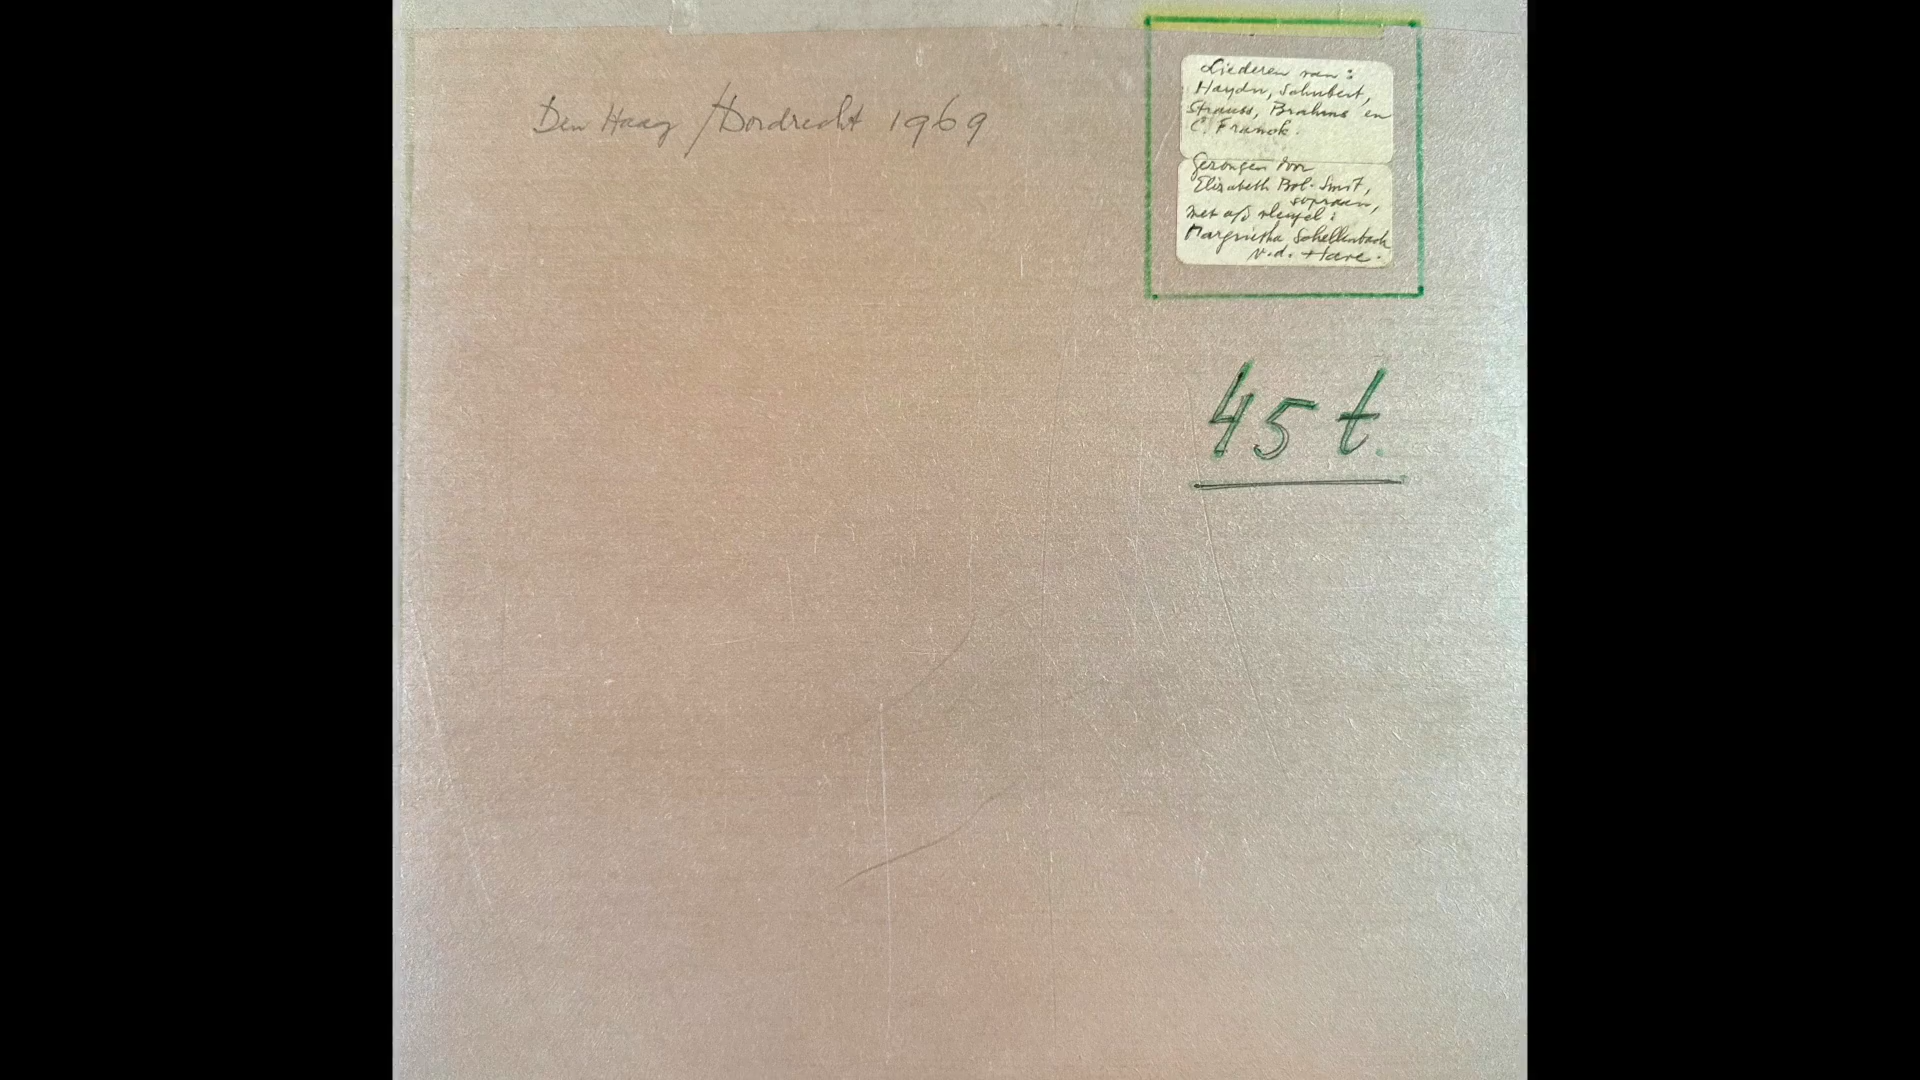 Den Haag / Dordrecht 1969
Liederen van:
Haydn, Schubert,
Strauss, Brahms en
C. Franck.
Gezongen door
Elizabeth Bol-Smit,
sopraan,
Met a/d vleugel:
Margrietha Schellenbach
v.d. Have.
45 t.